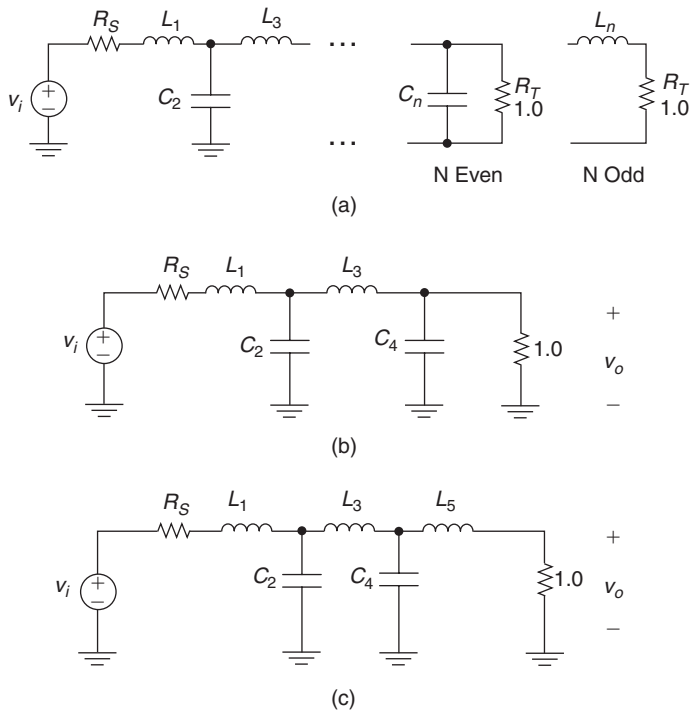 R_S L_1 L_3 ... L_n
v_i + − C_2 C_n R_T 1.0 R_T 1.0
...
N Even N Odd
(a)
R_S L_1 L_3
v_i + − C_2 C_4 1.0 + v_o −
(b)
R_S L_1 L_3 L_5
v_i + − C_2 C_4 1.0 + v_o −
(c)